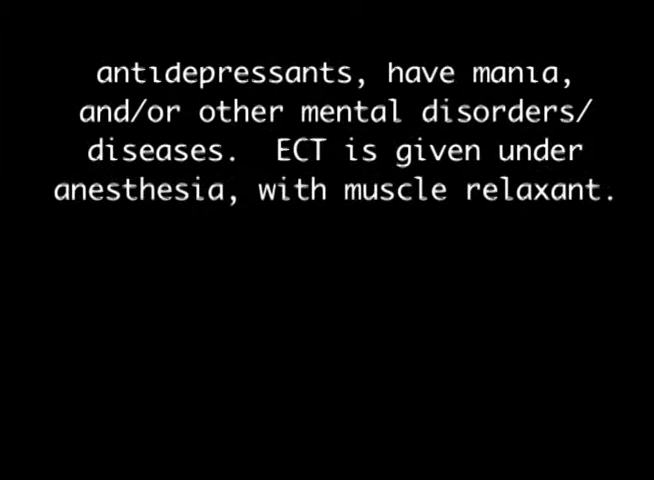 antidepressants, have mania,
and/or other mental disorders/
diseases.  ECT is given under
anesthesia, with muscle relaxant.